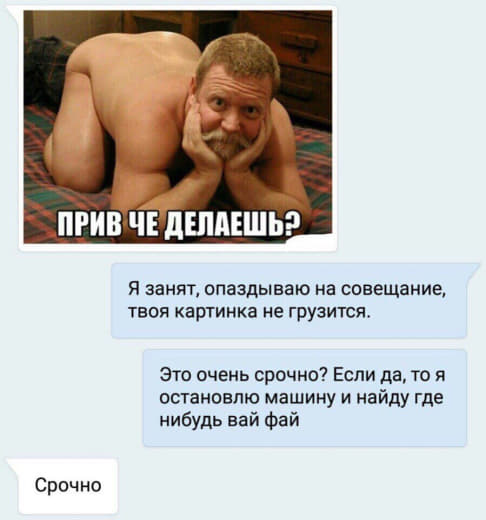 ПРИВ ЧЕ ДЕЛАЕШЬ?
Я занят, опаздываю на совещание,
твоя картинка не грузится.
Это очень срочно? Если да, то я
остановлю машину и найду где
нибудь вай фай
Срочно